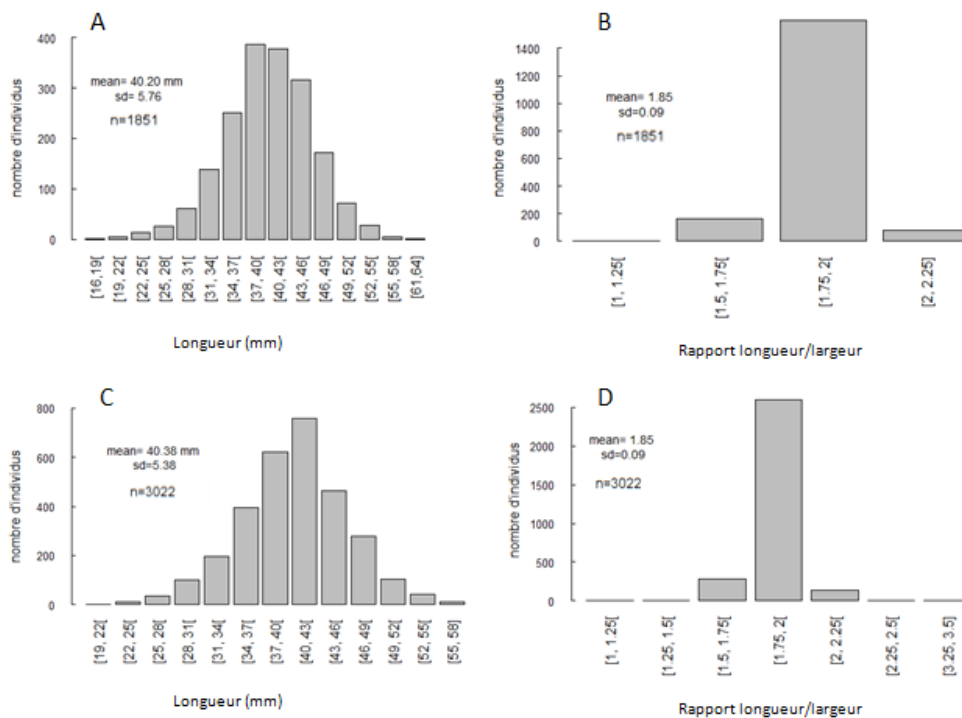 A
nombre d'individus
400
300
200
100
0
mean= 40.20 mm
sd= 5.76
n=1851
[16,19[
[19, 22[
[22, 25[
[25, 28[
[28, 31[
[31, 34[
[34, 37[
[37, 40[
[40, 43[
[43, 46[
[46, 49[
[49, 52[
[52, 55[
[55, 58[
[61,64]
Longueur (mm)
B
nombre d'individus
1400
1200
1000
800
600
400
200
0
mean= 1.85
sd=0.09
n=1851
[1, 1.25[
[1.5, 1.75[
[1.75, 2[
[2, 2.25]
Rapport longueur/largeur
C
nombre d'individus
800
600
400
200
0
mean= 40.38 mm
sd=5.38
n=3022
[19, 22[
[22, 25[
[25, 28[
[28, 31[
[31, 34[
[34, 37[
[37, 40[
[40, 43[
[43, 46[
[46, 49[
[49, 52[
[52, 55[
[55, 58]
Longueur (mm)
D
nombre d'individus
2500
2000
1500
1000
500
0
mean= 1.85
sd=0.09
n=3022
[1, 1.25[
[1.25, 1.5[
[1.5, 1.75[
[1.75, 2[
[2, 2.25[
[2.25, 2.5[
[3.25, 3.5]
Rapport longueur/largeur